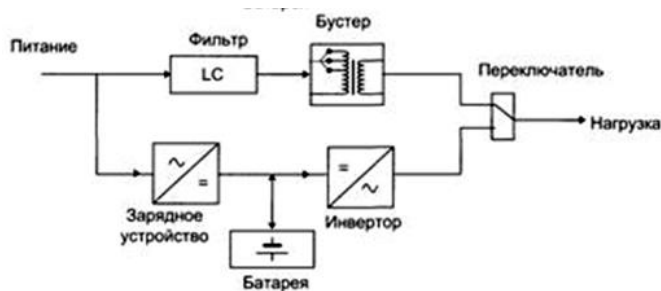 Бустер
Питание
Фильтр
LC
Переключатель
Нагрузка
Зарядное
устройство
Инвертор
Батарея